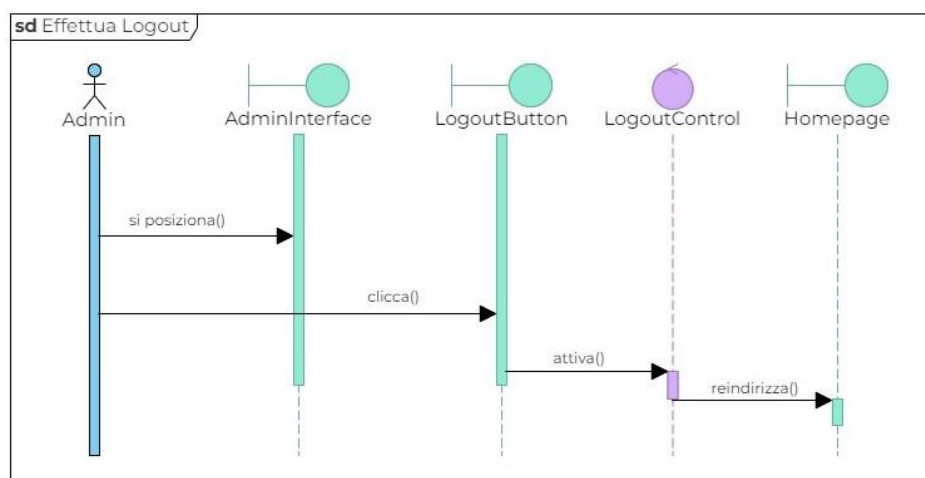 sd Effettua Logout
Admin
AdminInterface
LogoutButton
LogoutControl
Homepage
si posiziona()
clicca()
attiva()
reindirizza()